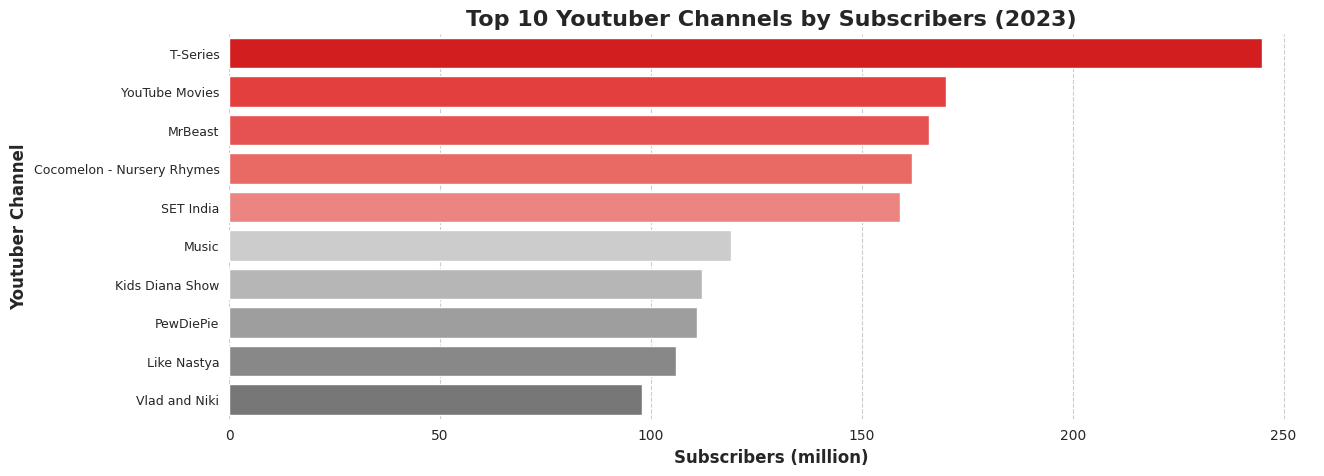 Top 10 Youtuber Channels by Subscribers (2023)
Youtuber Channel
T-Series
YouTube Movies
MrBeast
Cocomelon - Nursery Rhymes
SET India
Music
Kids Diana Show
PewDiePie
Like Nastya
Vlad and Niki
0 50 100 150 200 250
Subscribers (million)